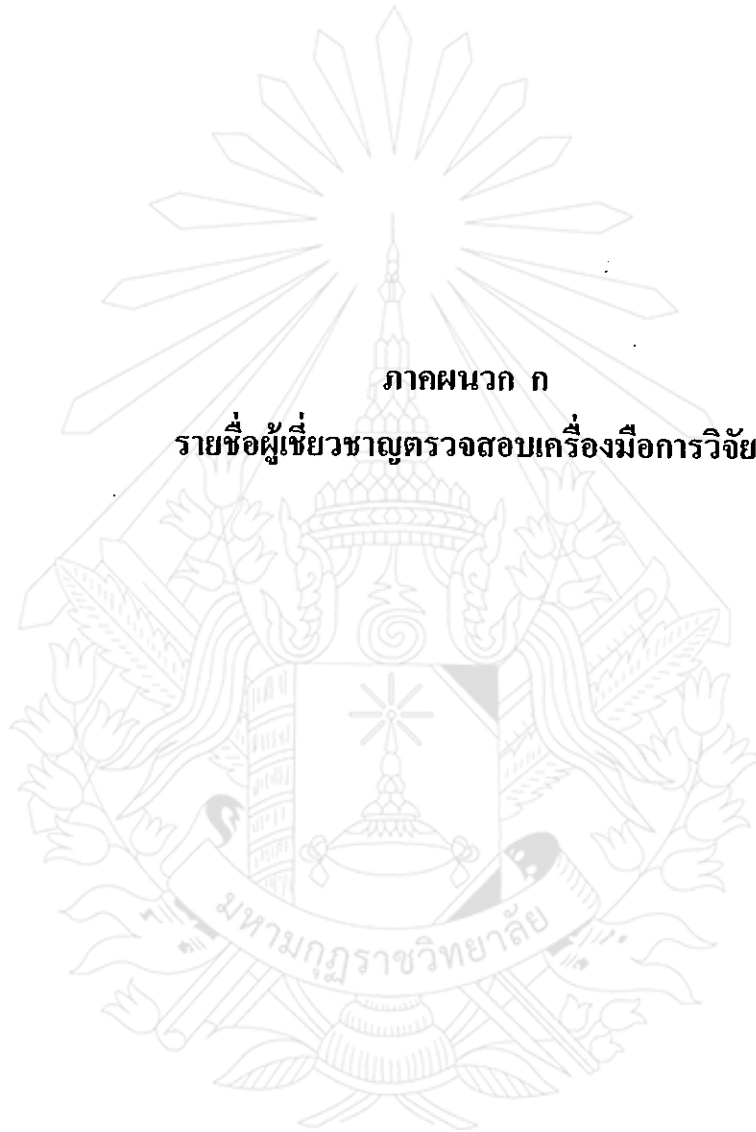 ภาคผนวก ก
รายชื่อผู้เชี่ยวชาญตรวจสอบเครื่องมือการวิจัย
มหามกุฏราชวิทยาลัย